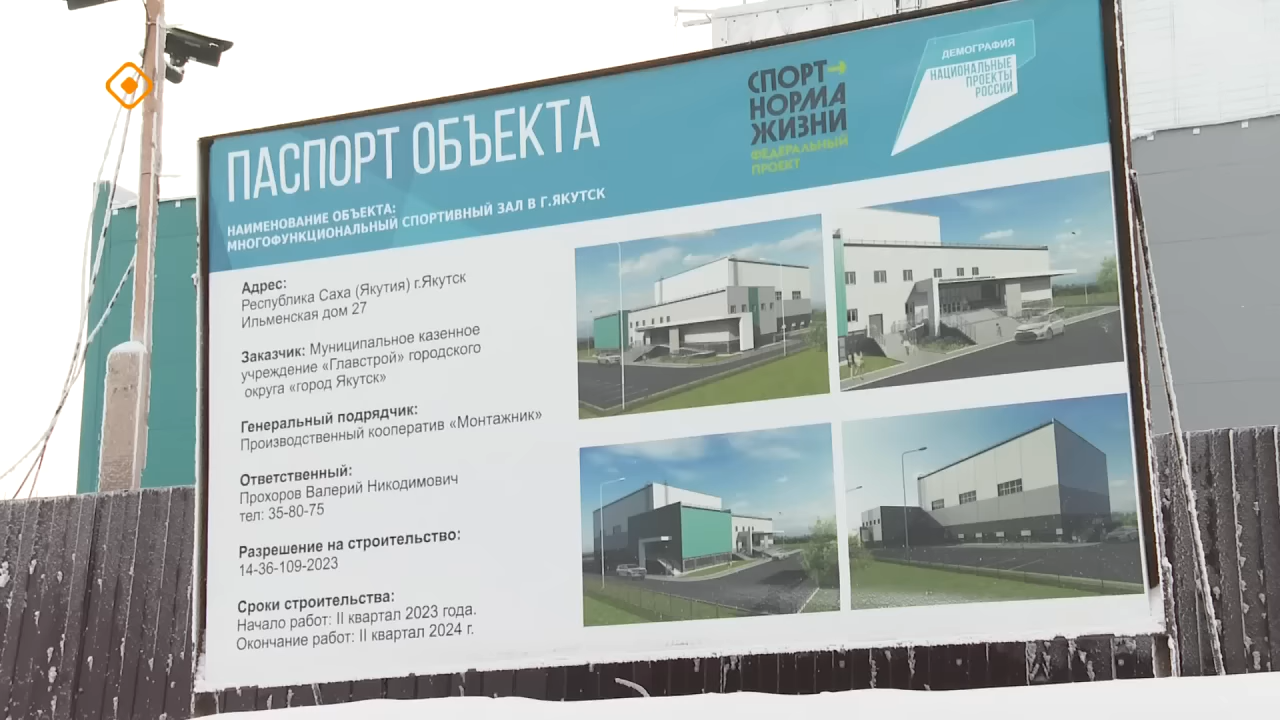 ПАСПОРТ ОБЪЕКТА
НАИМЕНОВАНИЕ ОБЪЕКТА:
МНОГОФУНКЦИОНАЛЬНЫЙ СПОРТИВНЫЙ ЗАЛ В Г.ЯКУТСК
СПОРТ
НОРМА
ЖИЗНИ
ФЕДЕРАЛЬНЫЙ
ПРОЕКТ
ДЕМОГРАФИЯ
НАЦИОНАЛЬНЫЕ
ПРОЕКТЫ
РОССИИ
Адрес:
Республика Саха (Якутия) г.Якутск
Ильменская дом 27
Заказчик: Муниципальное казенное
учреждение «Главстрой» городского
округа «город Якутск»
Генеральный подрядчик:
Производственный кооператив «Монтажник»
Ответственный:
Прохоров Валерий Никодимович
тел: 35-80-75
Разрешение на строительство:
14-36-109-2023
Сроки строительства:
Начало работ: II квартал 2023 года.
Окончание работ: II квартал 2024 г.